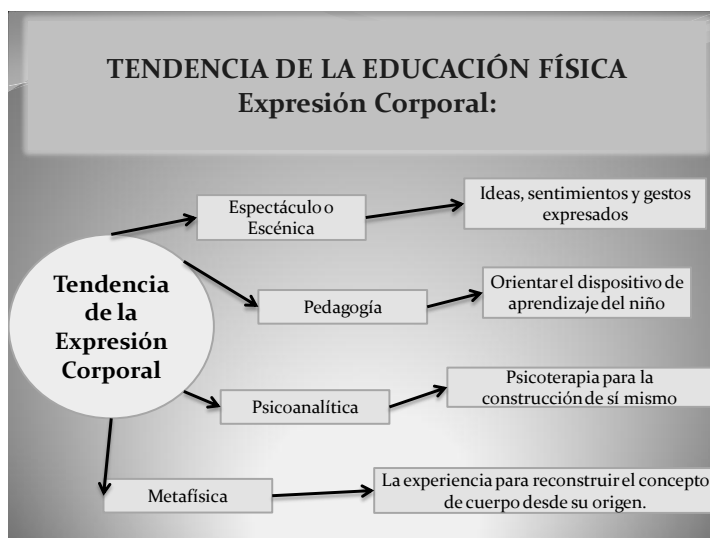 TENDENCIA DE LA EDUCACIÓN FÍSICA
Expresión Corporal:
Espectáculo o
Escénica
Ideas, sentimientos y gestos
expresados
Tendencia
de la
Expresión
Corporal
Pedagogía
Orientar el dispositivo de
aprendizaje del niño
Psicoanalítica
Psicoterapia para la
construcción de sí mismo
Metafísica
La experiencia para reconstruir el concepto
de cuerpo desde su origen.